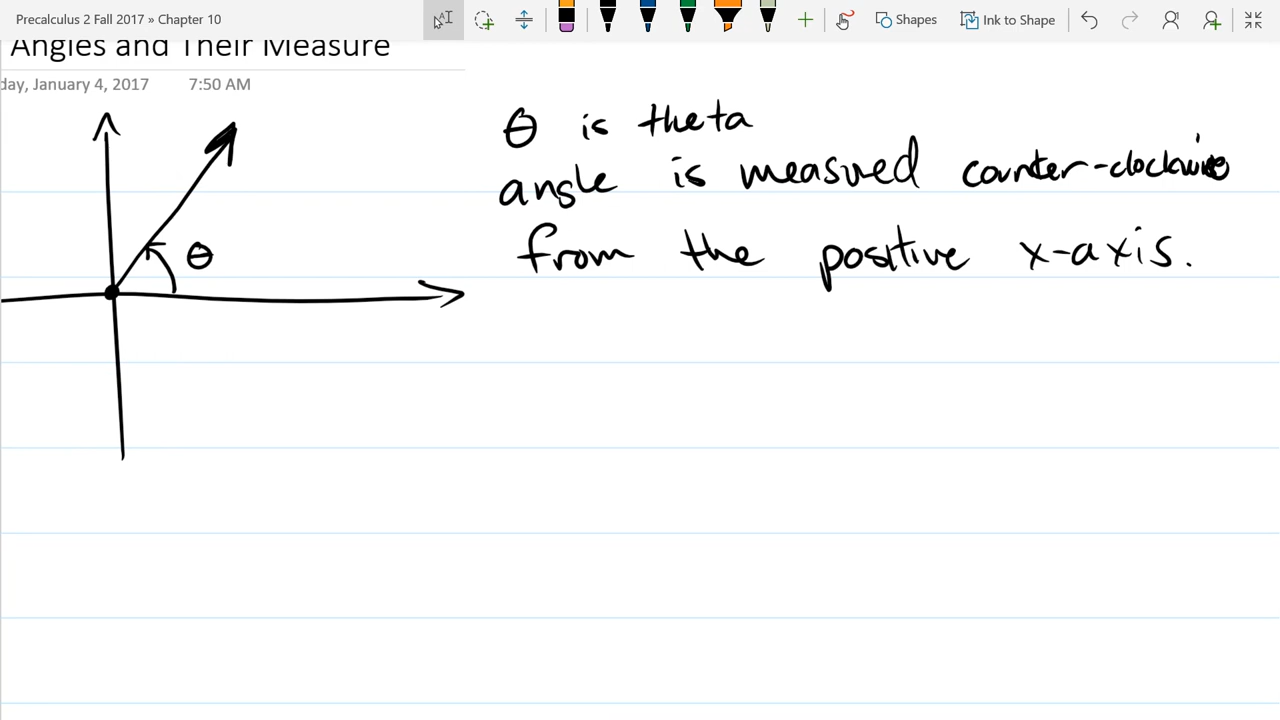 Precalculus 2 Fall 2017 » Chapter 10
Shapes
Ink to Shape
Angles and Their Measure
day, January 4, 2017 7:50 AM
θ is theta
angle is measured counter-clockwise
from the positive x-axis.
θ